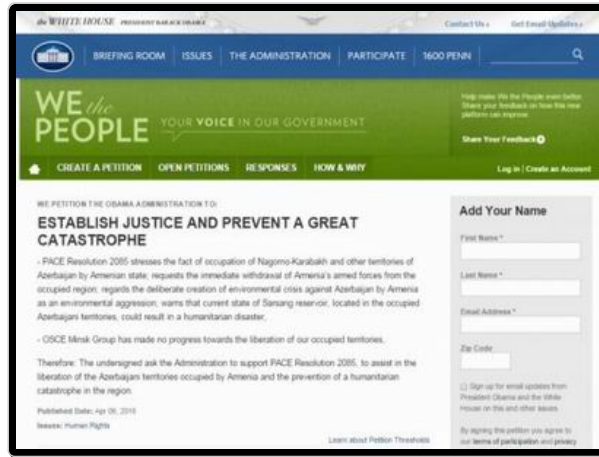 the WHITE HOUSE PRESIDENT BARACK OBAMA
Contact Us
Get Email Updates
BRIEFING ROOM
ISSUES
THE ADMINISTRATION
PARTICIPATE
1600 PENN
WE the
PEOPLE
YOUR VOICE IN OUR GOVERNMENT
Help make We the People even better.
Share your feedback on how this new
platform can improve.
Share Your Feedback
CREATE A PETITION
OPEN PETITIONS
RESPONSES
HOW & WHY
Log in | Create an Account
WE PETITION THE OBAMA ADMINISTRATION TO:
ESTABLISH JUSTICE AND PREVENT A GREAT
CATASTROPHE
- PACE Resolution 2085 stresses the fact of occupation of Nagorno-Karabakh and other territories of
Azerbaijan by Armenian state; requests the immediate withdrawal of Armenia's armed forces from the
occupied region; regards the deliberate creation of environmental crisis against Azerbaijan by Armenia
as an environmental aggression; warns that current state of Sarsang reservoir, located in the occupied
Azerbaijani territories, could result in a humanitarian disaster.
- OSCE Minsk Group has made no progress towards the liberation of our occupied territories.
Therefore: The undersigned ask the Administration to support PACE Resolution 2085, to assist in the
liberation of the Azerbaijani territories occupied by Armenia and the prevention of a humanitarian
catastrophe in the region.
Published Date: Apr 06, 2016
Issues: Human Rights
Learn about Petition Thresholds
Add Your Name
First Name *
Last Name *
Email Address *
Zip Code
Sign up for email updates from
President Obama and the White
House on this and other issues
By signing this petition you agree to
our terms of participation and privacy